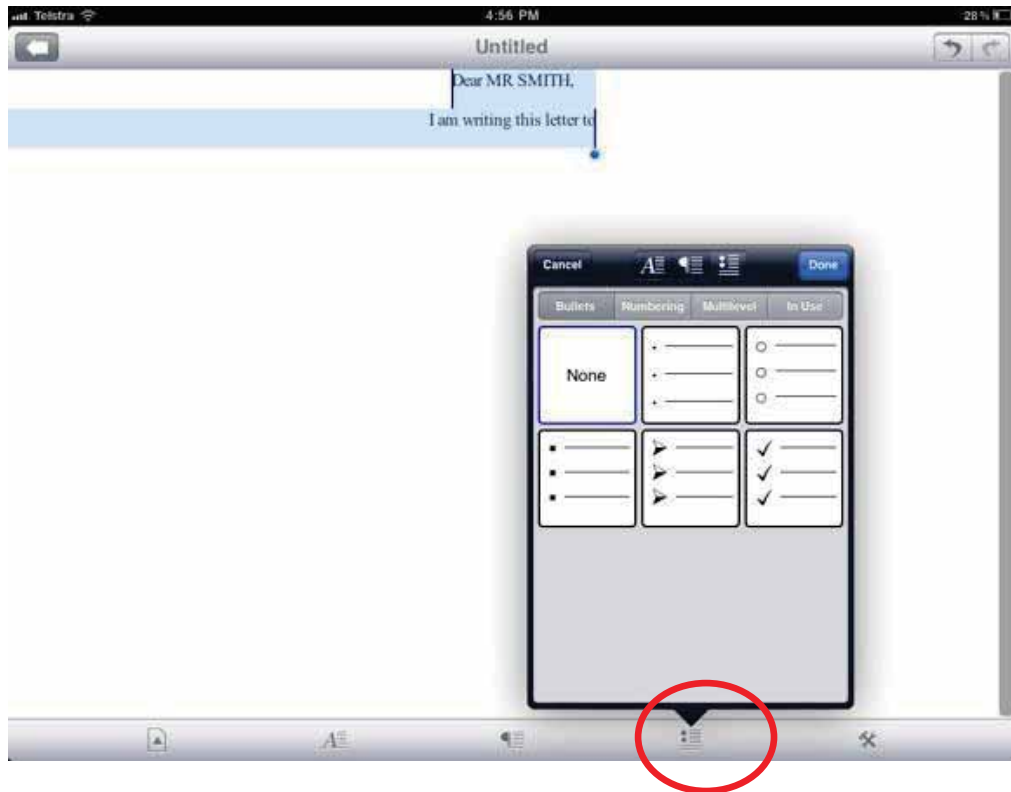 Telstra 4:56 PM 28 %
Untitled
Dear MR SMITH,
I am writing this letter to
Cancel Done
Bullets Numbering Multilevel In Use
None